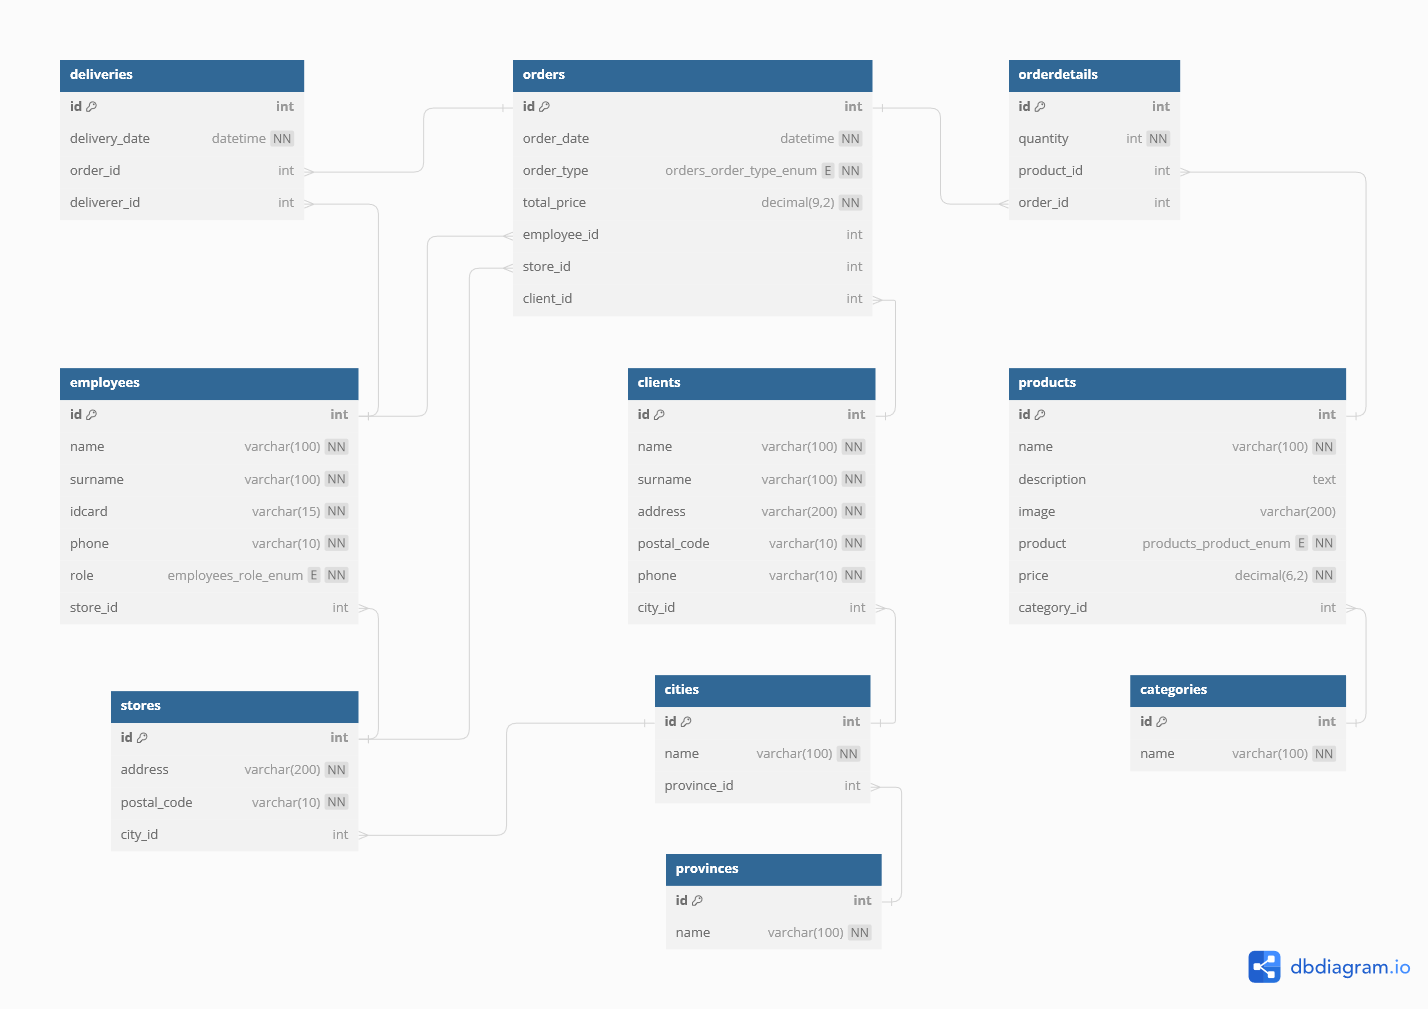 deliveries
id int
delivery_date datetime NN
order_id int
deliverer_id int
orders
id int
order_date datetime NN
order_type orders_order_type_enum E NN
total_price decimal(9,2) NN
employee_id int
store_id int
client_id int
orderdetails
id int
quantity int NN
product_id int
order_id int
employees
id int
name varchar(100) NN
surname varchar(100) NN
idcard varchar(15) NN
phone varchar(10) NN
role employees_role_enum E NN
store_id int
clients
id int
name varchar(100) NN
surname varchar(100) NN
address varchar(200) NN
postal_code varchar(10) NN
phone varchar(10) NN
city_id int
products
id int
name varchar(100) NN
description text
image varchar(200)
product products_product_enum E NN
price decimal(6,2) NN
category_id int
stores
id int
address varchar(200) NN
postal_code varchar(10) NN
city_id int
cities
id int
name varchar(100) NN
province_id int
categories
id int
name varchar(100) NN
provinces
id int
name varchar(100) NN
dbdiagram.io